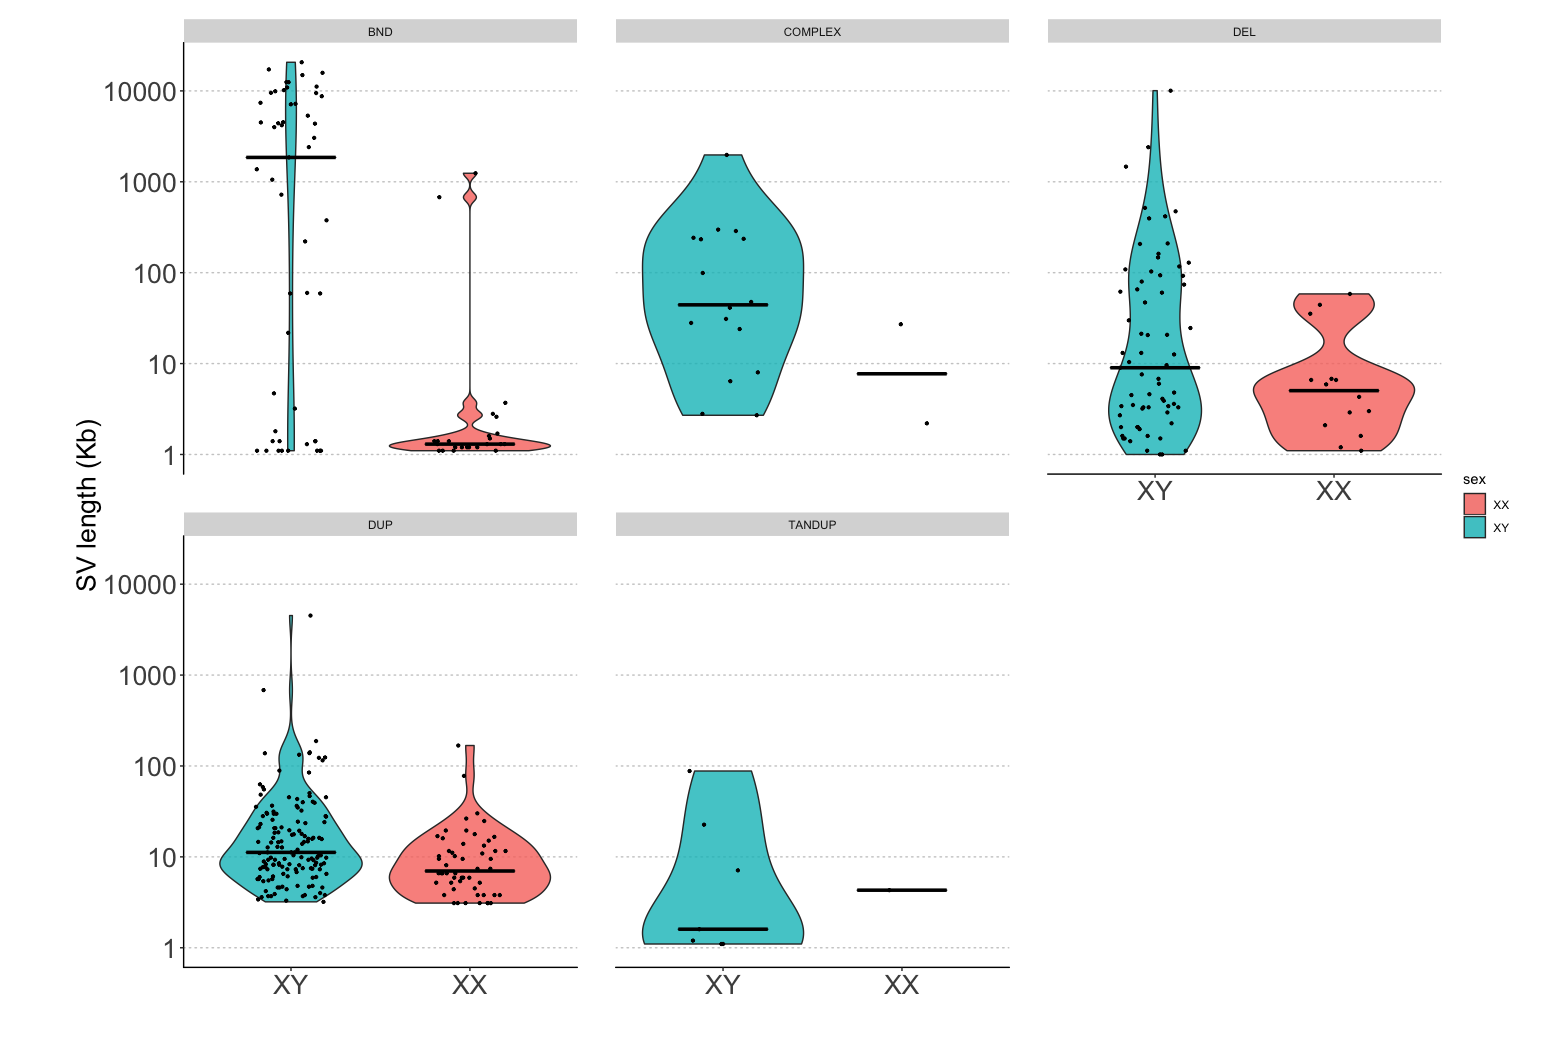 BND
COMPLEX
DEL
10000
1000
100
10
1
XY
XX
SV length (Kb)
sex
XX
XY
DUP
TANDUP
10000
1000
100
10
1
XY
XX
XY
XX